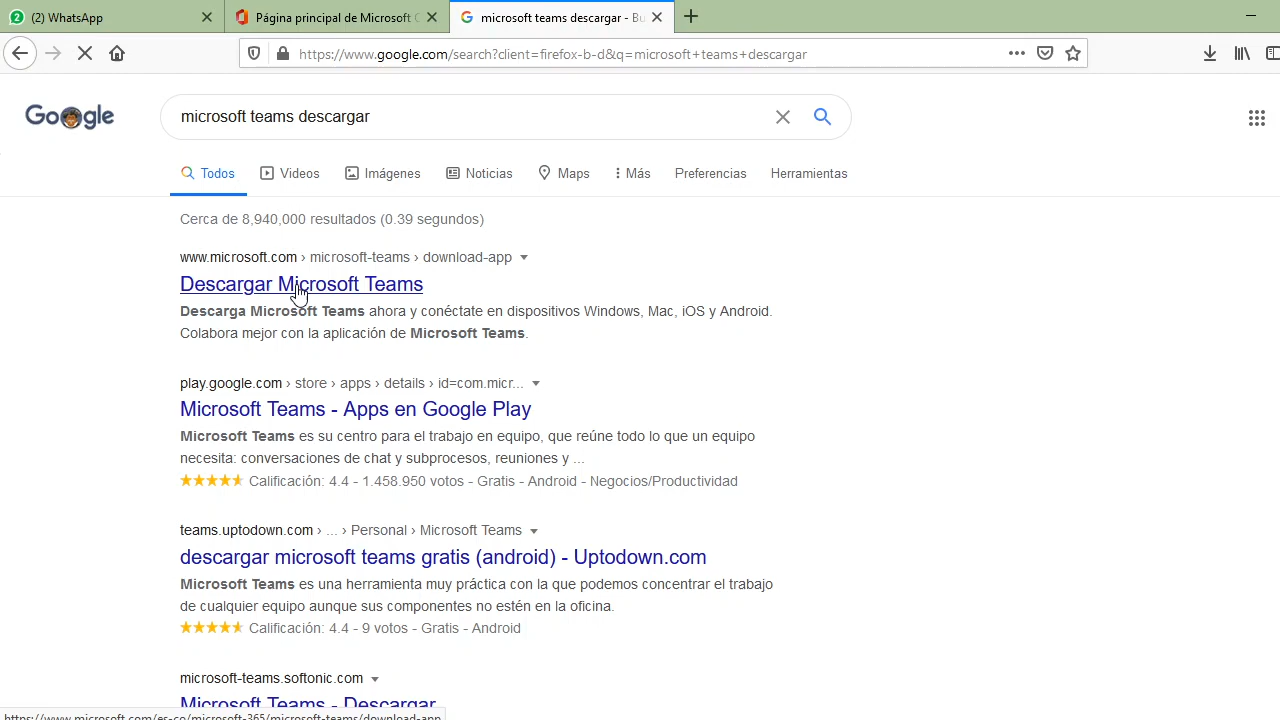 (2) WhatsApp
Página principal de Microsoft
microsoft teams descargar - Bu
https://www.google.com/search?client=firefox-b-d&q=microsoft+teams+descargar
Google
microsoft teams descargar
Todos
Videos
Imágenes
Noticias
Maps
Más
Preferencias
Herramientas
Cerca de 8,940,000 resultados (0.39 segundos)
www.microsoft.com › microsoft-teams › download-app
Descargar Microsoft Teams
Descarga Microsoft Teams ahora y conéctate en dispositivos Windows, Mac, iOS y Android.
Colabora mejor con la aplicación de Microsoft Teams.
play.google.com › store › apps › details › id=com.micr...
Microsoft Teams - Apps en Google Play
Microsoft Teams es su centro para el trabajo en equipo, que reúne todo lo que un equipo
necesita: conversaciones de chat y subprocesos, reuniones y ...
Calificación: 4.4 - 1.458.950 votos - Gratis - Android - Negocios/Productividad
teams.uptodown.com › ... › Personal › Microsoft Teams
descargar microsoft teams gratis (android) - Uptodown.com
Microsoft Teams es una herramienta muy práctica con la que podemos concentrar el trabajo
de cualquier equipo aunque sus componentes no estén en la oficina.
Calificación: 4.4 - 9 votos - Gratis - Android
microsoft-teams.softonic.com
Microsoft Teams - Descargar
https://www.microsoft.com/es-co/microsoft-365/microsoft-teams/download-app